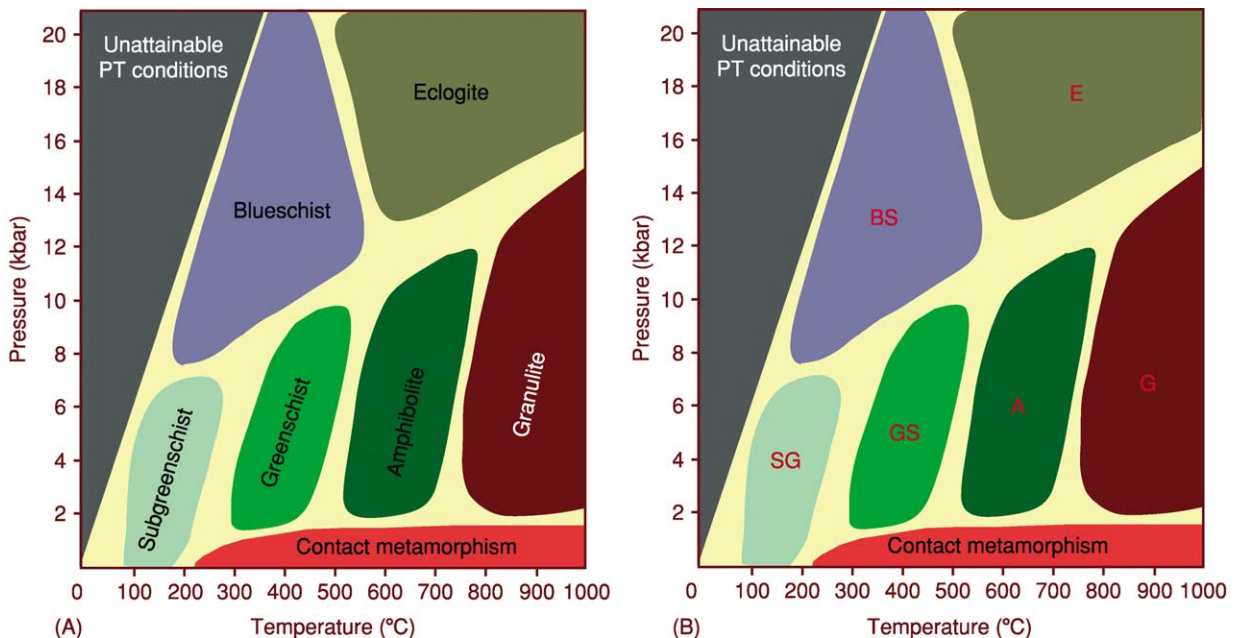 20
18
16
14
12
10
8
6
4
2
0
Pressure (kbar)
Unattainable
PT conditions
Eclogite
Blueschist
Subgreenschist
Greenschist
Amphibolite
Granulite
Contact metamorphism
100 200 300 400 500 600 700 800 900 1000
(A)
Temperature (°C)
20
18
16
14
12
10
8
6
4
2
0
Pressure (kbar)
Unattainable
PT conditions
E
BS
SG
GS
A
G
Contact metamorphism
100 200 300 400 500 600 700 800 900 1000
(B)
Temperature (°C)